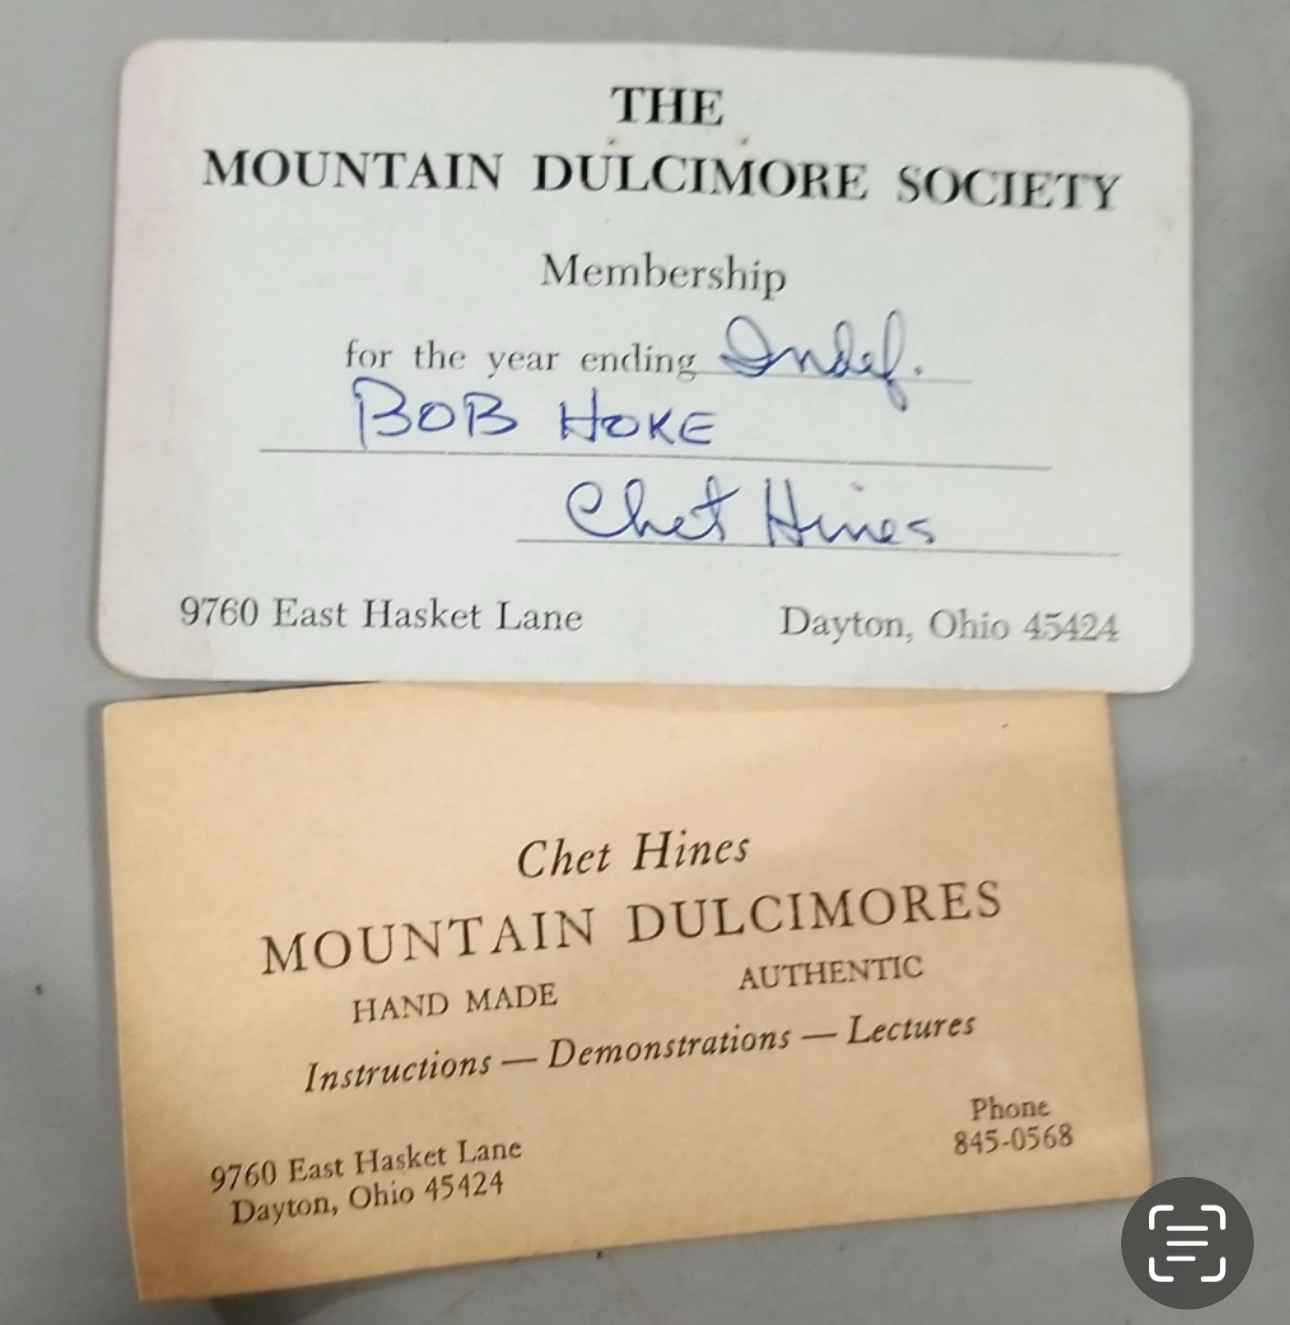 THE
MOUNTAIN DULCIMORE SOCIETY
Membership
for the year ending Indef.
BOB HOKE
Chet Hines
9760 East Hasket Lane Dayton, Ohio 45424
Chet Hines
MOUNTAIN DULCIMORES
HAND MADE AUTHENTIC
Instructions — Demonstrations — Lectures
Phone
845-0568
9760 East Hasket Lane
Dayton, Ohio 45424